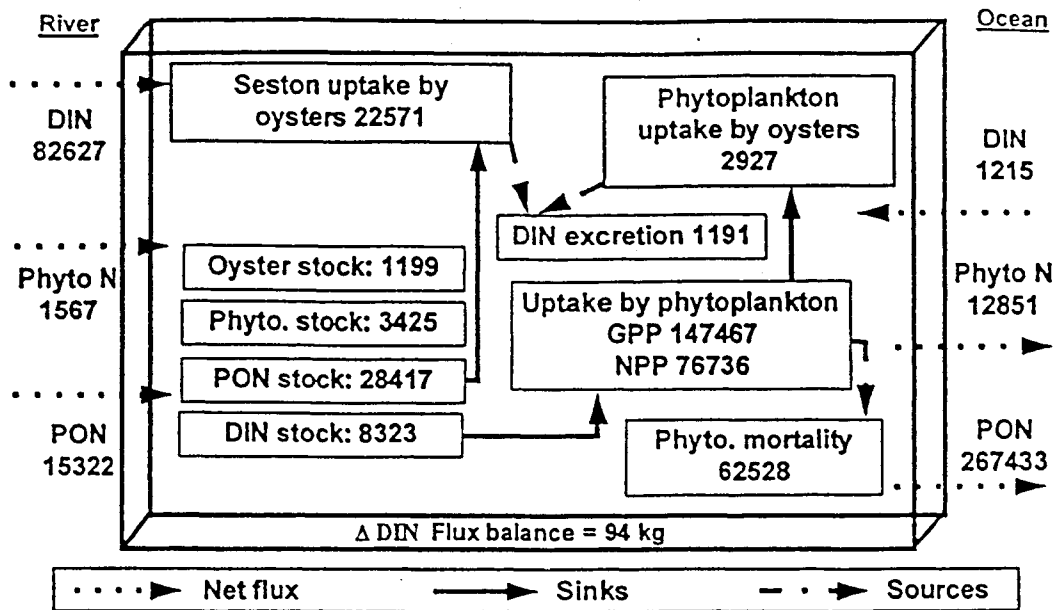 River
Ocean
DIN
82627
Phyto N
1567
PON
15322
Seston uptake by
oysters 22571
Phytoplankton
uptake by oysters
2927
DIN excretion 1191
Oyster stock: 1199
Phyto. stock: 3425
PON stock: 28417
DIN stock: 8323
Uptake by phytoplankton
GPP 147467
NPP 76736
Phyto. mortality
62528
DIN
1215
Phyto N
12851
PON
267433
Δ DIN Flux balance = 94 kg
Net flux
Sinks
Sources